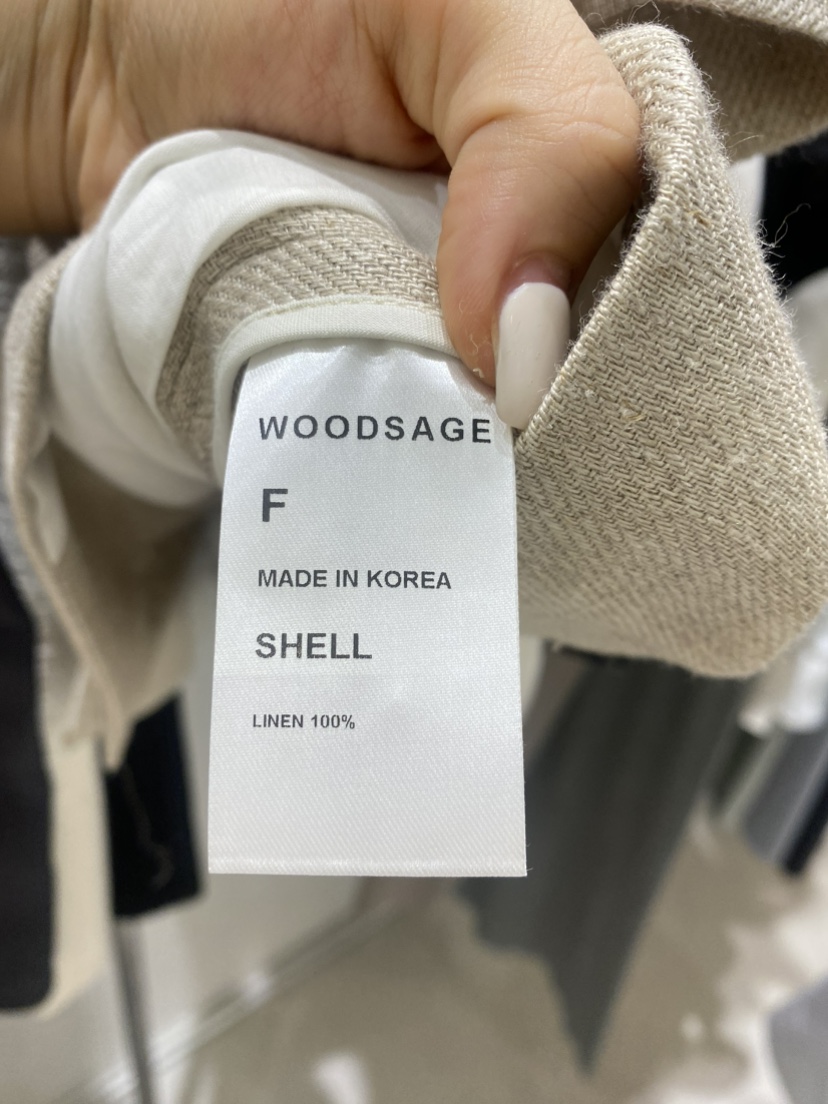 WOODSAGE
F
MADE IN KOREA
SHELL
LINEN 100%